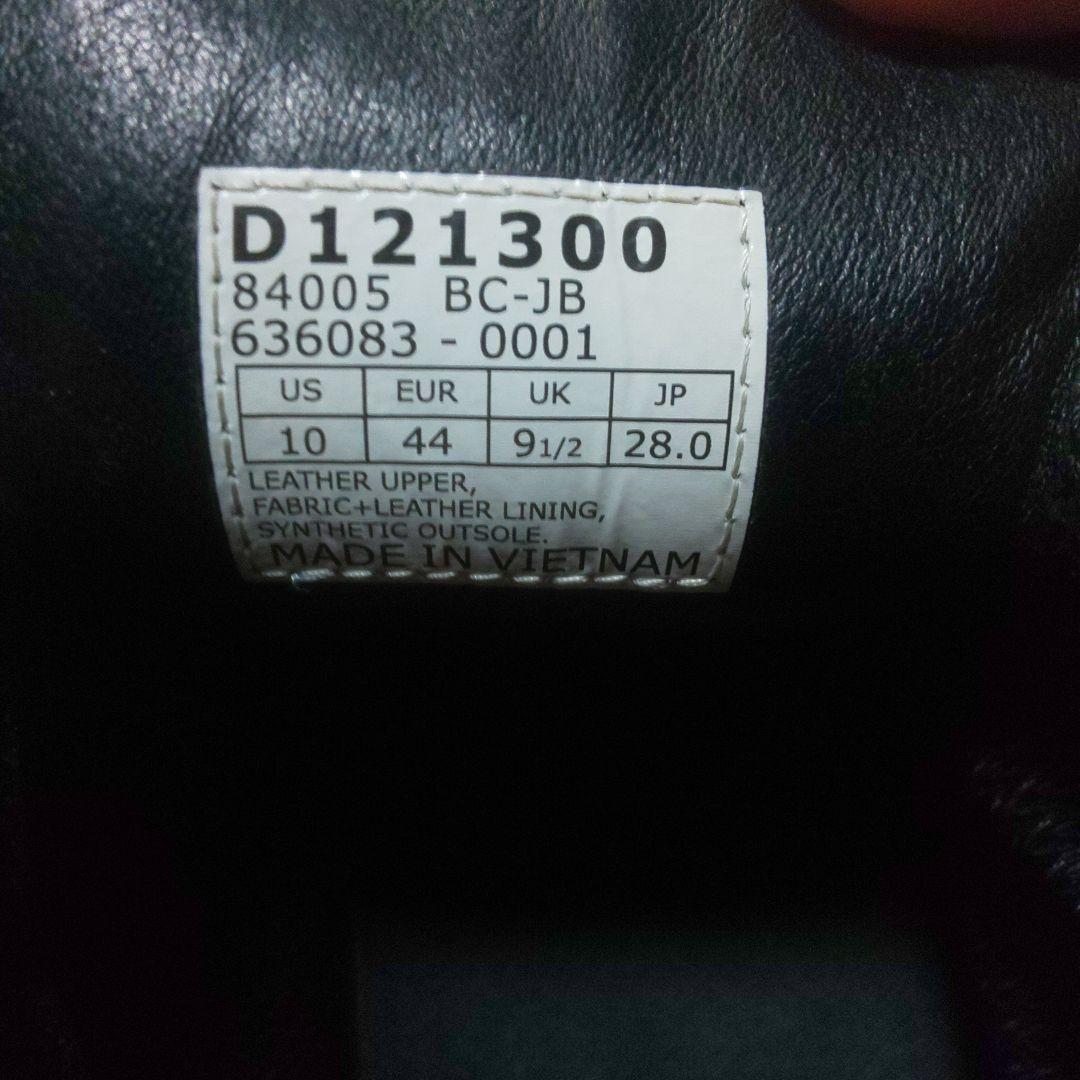 D121300
84005 BC-JB
636083 - 0001
US EUR UK JP
10 44 9 1/2 28.0
LEATHER UPPER,
FABRIC+LEATHER LINING,
SYNTHETIC OUTSOLE.
MADE IN VIETNAM